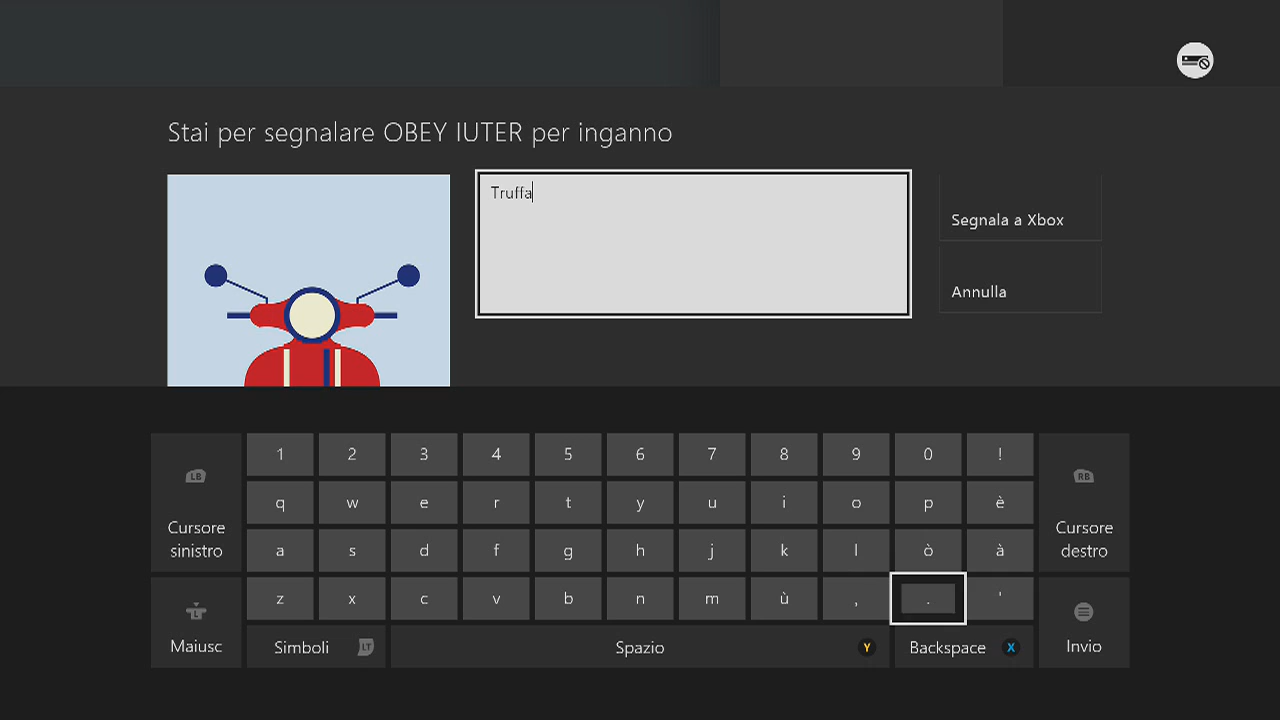 Stai per segnalare OBEY IUTER per inganno
Truffa
Segnala a Xbox
Annulla
LB
Cursore
sinistro
1 2 3 4 5 6 7 8 9 0 !
q w e r t y u i o p è
a s d f g h j k l ò à
z x c v b n m ù , . '
RB
Cursore
destro
L
Maiusc
Simboli LT
Spazio Y
Backspace X
Invio